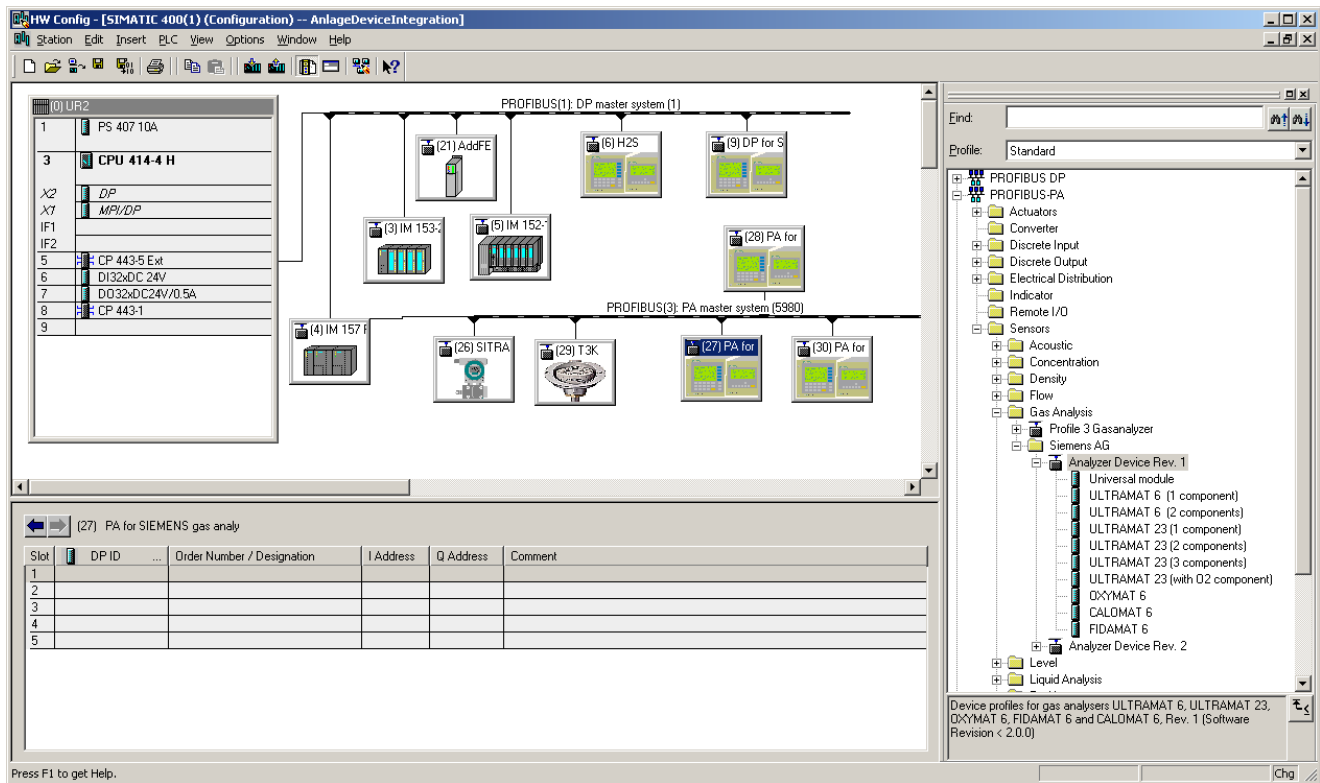 HW Config - [SIMATIC 400(1) (Configuration) -- AnlageDeviceIntegration]
Station Edit Insert PLC View Options Window Help
(0) UR2
1 PS 407 10A
3 CPU 414-4 H
X2 DP
X1 MPI/DP
IF1
IF2
5 CP 443-5 Ext
6 DI32xDC 24V
7 DO32xDC24V/0.5A
8 CP 443-1
9
PROFIBUS(1): DP master system (1)
(21) AddFE
(6) H2S
(9) DP for S
(3) IM 153-2
(5) IM 152-
(28) PA for
PROFIBUS(3): PA master system (5980)
(4) IM 157 F
(26) SITRA
(29) T3K
(27) PA for
(30) PA for
(27) PA for SIEMENS gas analy
Slot DP ID ... Order Number / Designation I Address Q Address Comment
1
2
3
4
5
Find:
Profile: Standard
PROFIBUS DP
PROFIBUS-PA
Actuators
Converter
Discrete Input
Discrete Output
Electrical Distribution
Indicator
Remote I/O
Sensors
Acoustic
Concentration
Density
Flow
Gas Analysis
Profile 3 Gasanalyzer
Siemens AG
Analyzer Device Rev. 1
Universal module
ULTRAMAT 6 (1 component)
ULTRAMAT 6 (2 components)
ULTRAMAT 23 (1 component)
ULTRAMAT 23 (2 components)
ULTRAMAT 23 (3 components)
ULTRAMAT 23 (with O2 component)
OXYMAT 6
CALOMAT 6
FIDAMAT 6
Analyzer Device Rev. 2
Level
Liquid Analysis
Device profiles for gas analysers ULTRAMAT 6, ULTRAMAT 23,
OXYMAT 6, FIDAMAT 6 and CALOMAT 6, Rev. 1 (Software
Revision < 2.0.0)
Press F1 to get Help.
Chg